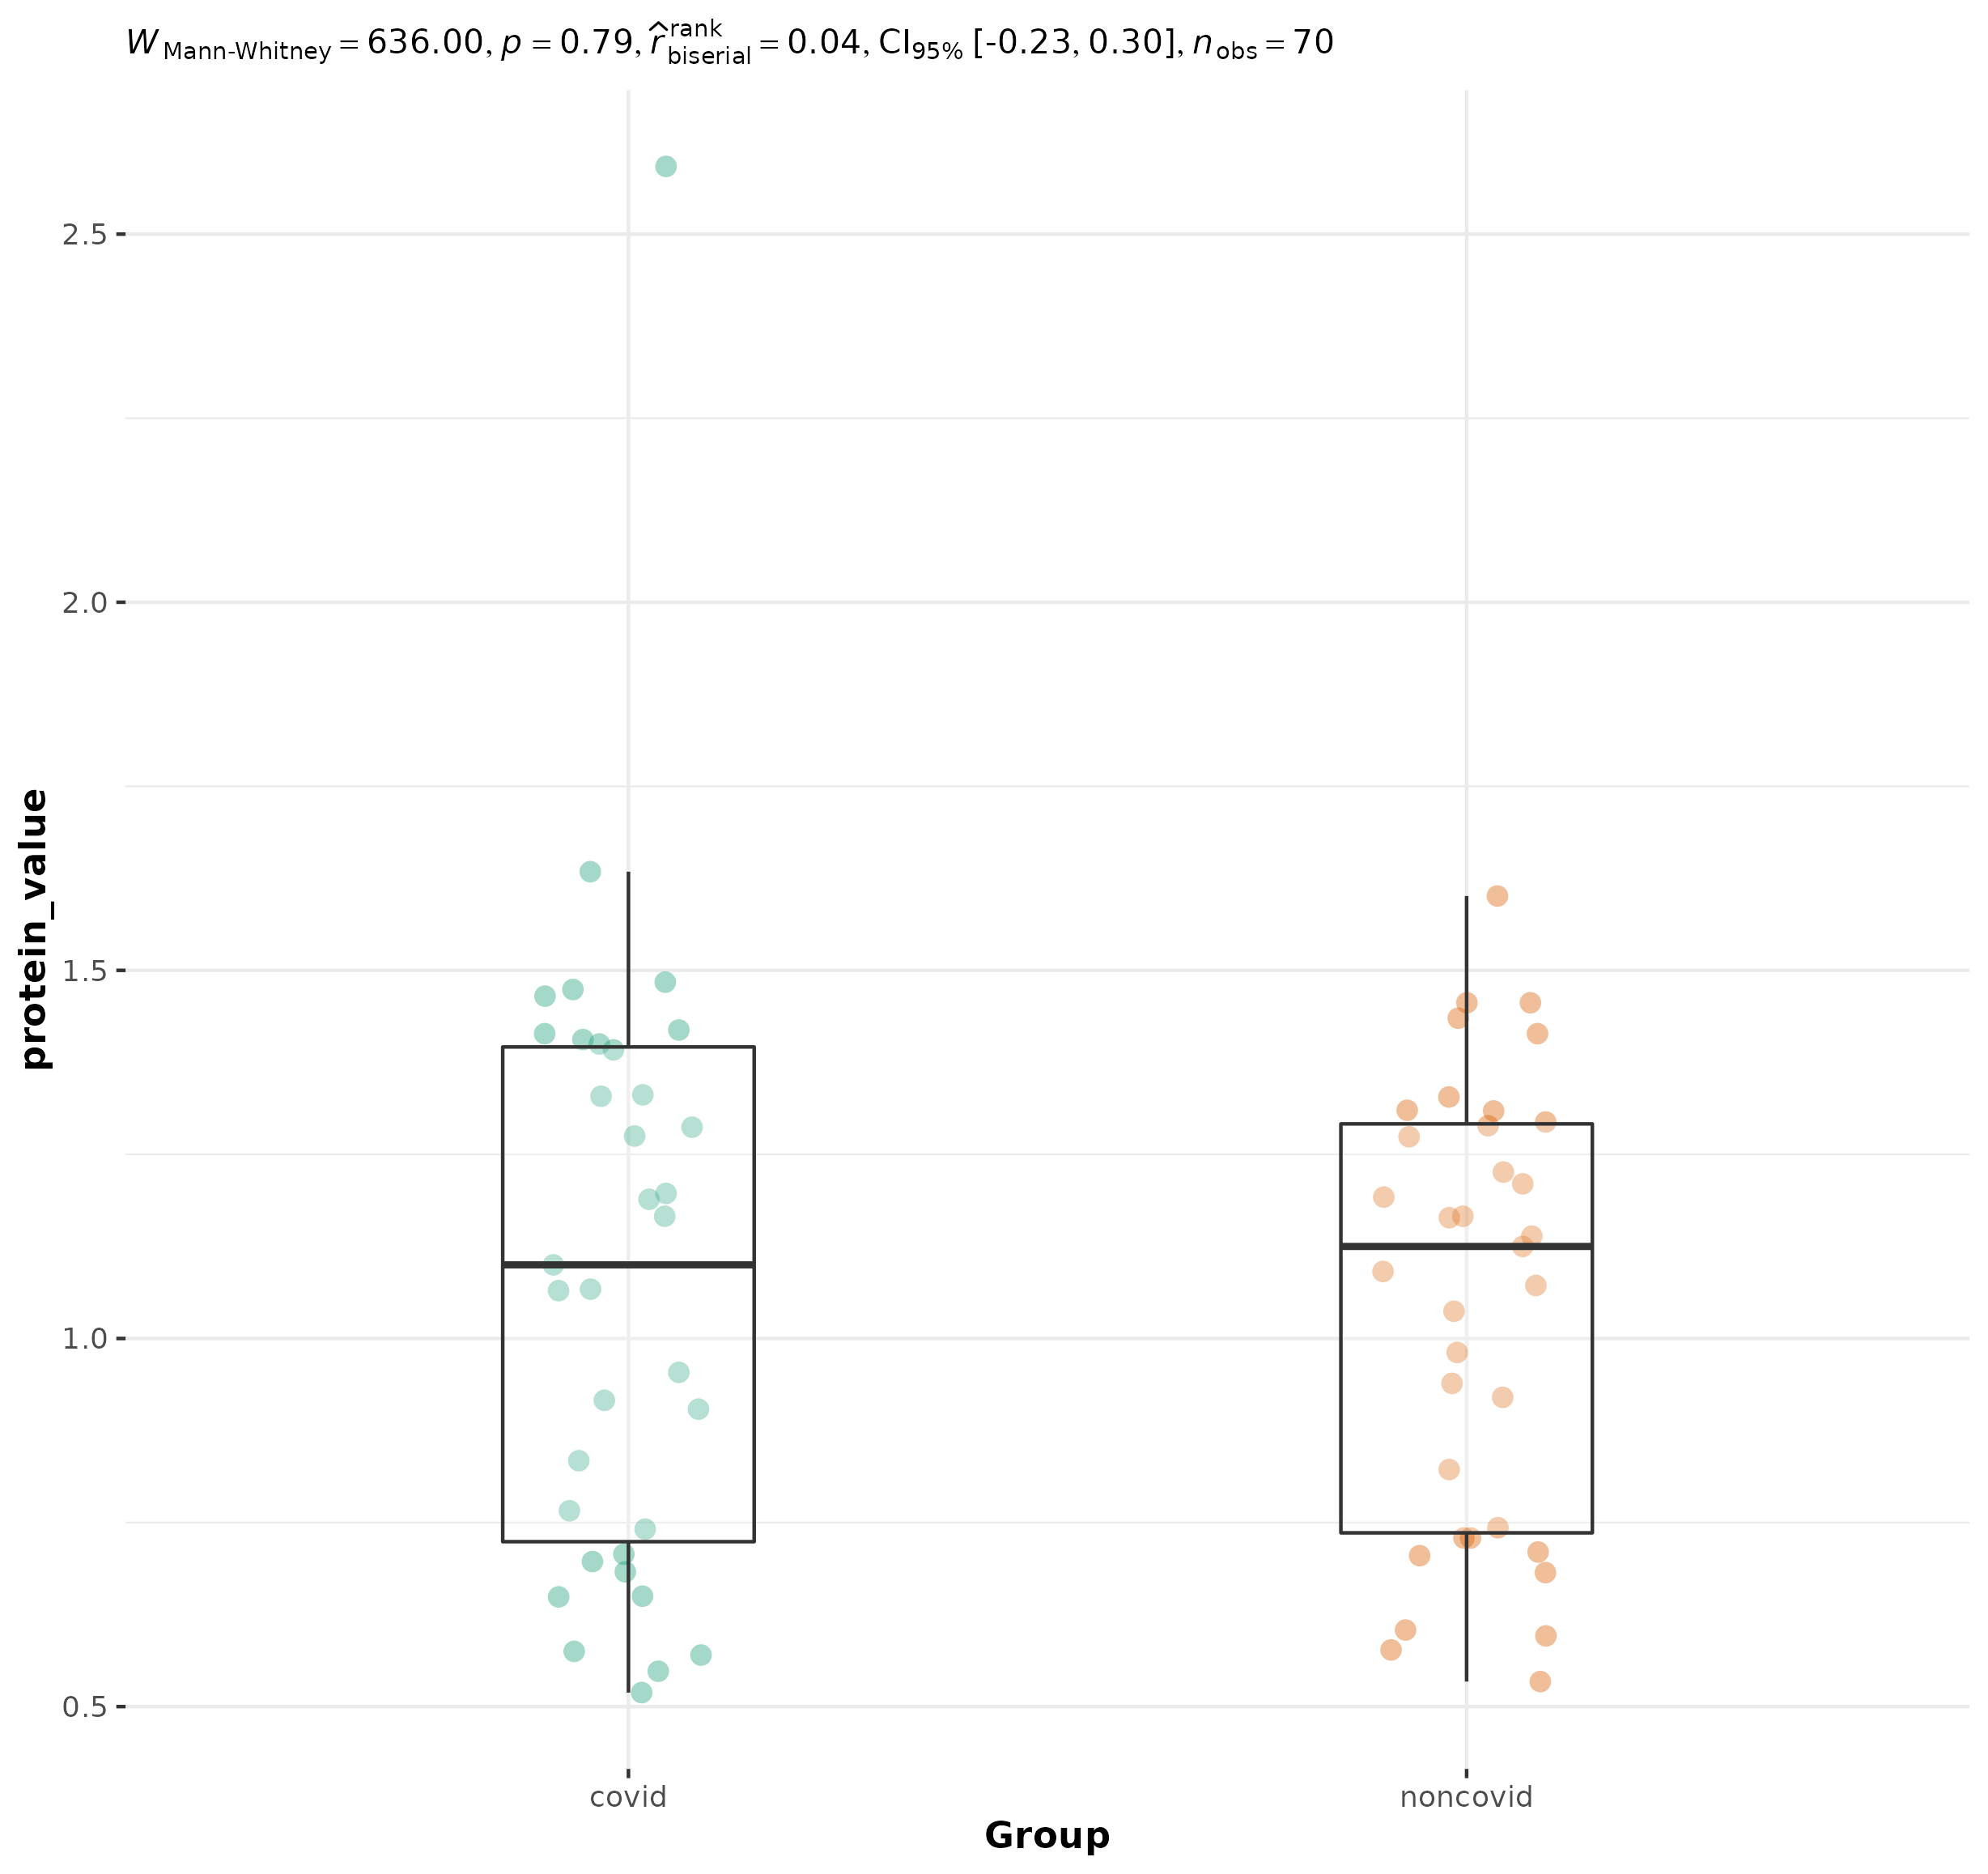 W Mann-Whitney = 636.00, p = 0.79, r̂ rank biserial = 0.04, CI95% [-0.23, 0.30], n obs = 70
protein_value
2.5
2.0
1.5
1.0
0.5
covid noncovid
Group